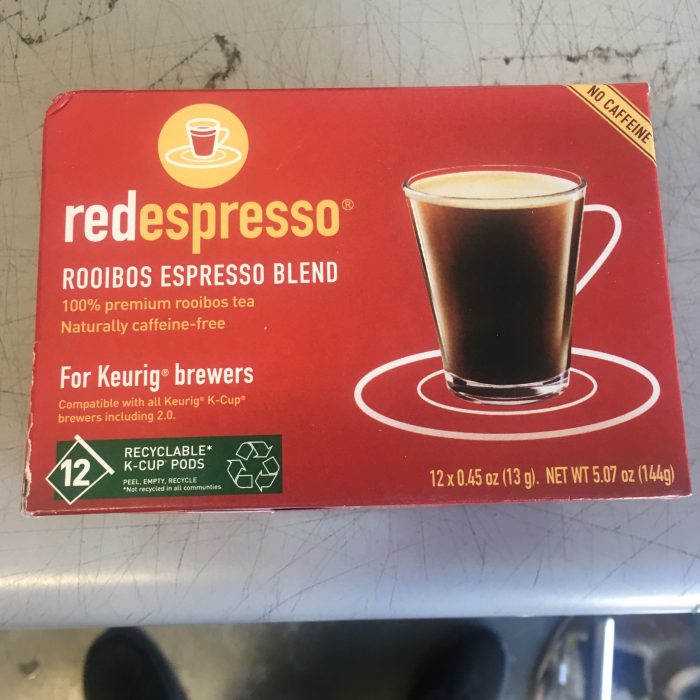 NO CAFFEINE
redespresso®
ROOIBOS ESPRESSO BLEND
100% premium rooibos tea
Naturally caffeine-free
For Keurig® brewers
Compatible with all Keurig® K-Cup®
brewers including 2.0.
12
RECYCLABLE*
K-CUP® PODS
PEEL, EMPTY, RECYCLE
*Not recycled in all communties
12 x 0.45 oz (13 g). NET WT 5.07 oz (144g)